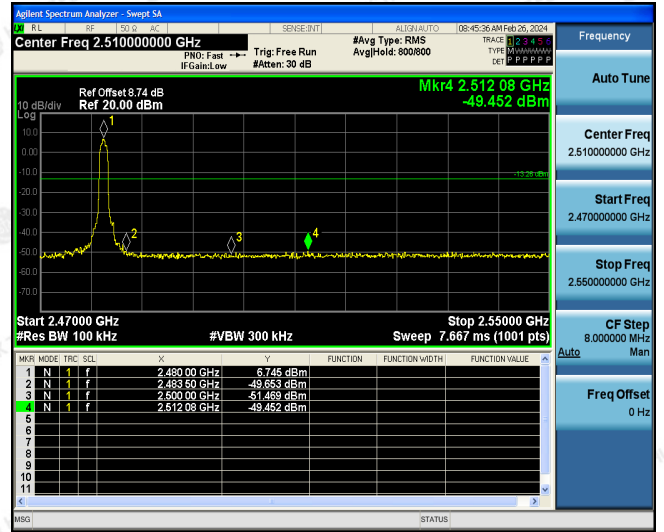 Agilent Spectrum Analyzer - Swept SA
RL RF 50 Ω AC SENSE:INT ALIGN AUTO 08:45:36 AM Feb 26, 2024
Center Freq 2.510000000 GHz
PNO: Fast
IFGain:Low
Trig: Free Run
#Atten: 30 dB
#Avg Type: RMS
Avg|Hold: 800/800
TRACE 1 2 3 4 5 6
TYPE M
DET P P P P P P
Ref Offset 8.74 dB
Ref 20.00 dBm
10 dB/div
Log
Mkr4 2.512 08 GHz
-49.452 dBm
10.0
0.00
-10.0
-20.0
-30.0
-40.0
-50.0
-60.0
-70.0
1
2
3
4
-13.26 dBm
Start 2.47000 GHz Stop 2.55000 GHz
#Res BW 100 kHz #VBW 300 kHz Sweep 7.667 ms (1001 pts)
MKR MODE TRC SCL X Y FUNCTION FUNCTION WIDTH FUNCTION VALUE
1 N 1 f 2.480 00 GHz 6.745 dBm
2 N 1 f 2.483 50 GHz -49.653 dBm
3 N 1 f 2.500 00 GHz -51.469 dBm
4 N 1 f 2.512 08 GHz -49.452 dBm
5
6
7
8
9
10
11
MSG STATUS
Frequency
Auto Tune
Center Freq
2.510000000 GHz
Start Freq
2.470000000 GHz
Stop Freq
2.550000000 GHz
CF Step
8.000000 MHz
Auto Man
Freq Offset
0 Hz